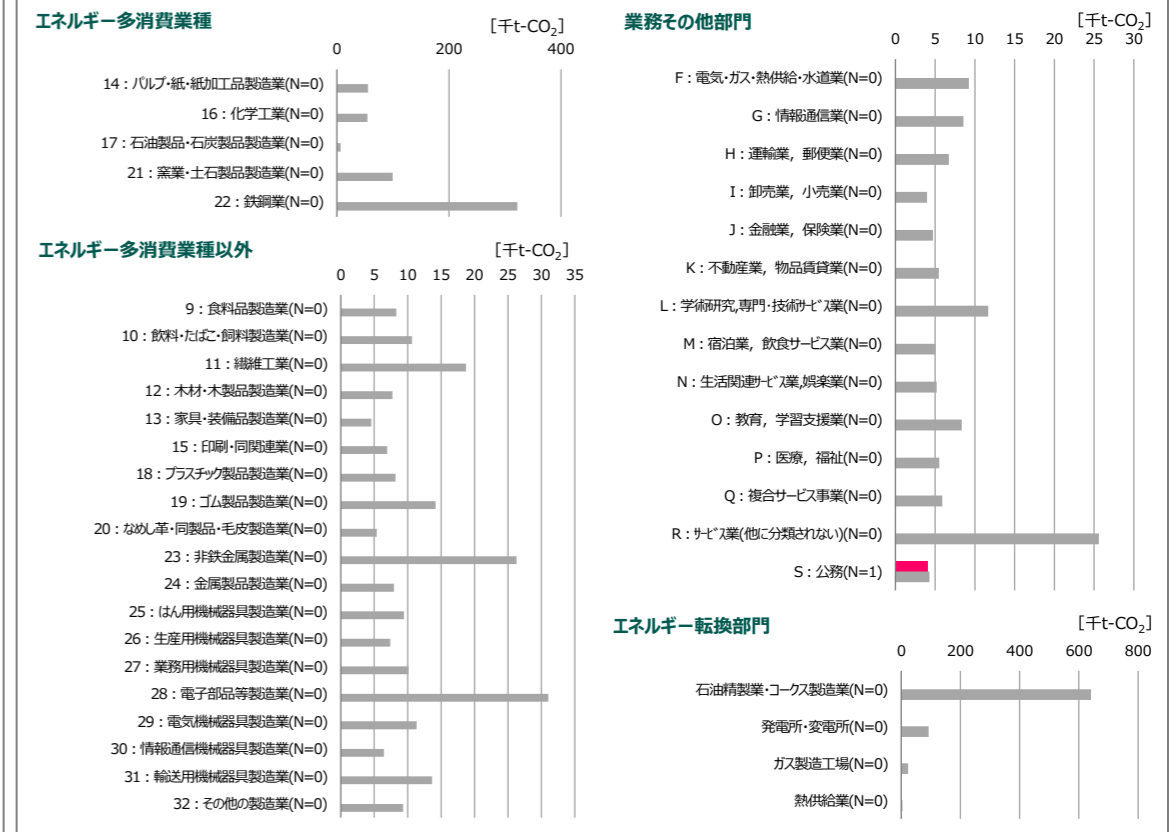 エネルギー多消費業種
[千t-CO₂]
0 200 400
14：パルプ・紙・紙加工品製造業(N=0)
16：化学工業(N=0)
17：石油製品・石炭製品製造業(N=0)
21：窯業・土石製品製造業(N=0)
22：鉄鋼業(N=0)
エネルギー多消費業種以外
[千t-CO₂]
0 5 10 15 20 25 30 35
9：食料品製造業(N=0)
10：飲料・たばこ・飼料製造業(N=0)
11：繊維工業(N=0)
12：木材・木製品製造業(N=0)
13：家具・装備品製造業(N=0)
15：印刷・同関連業(N=0)
18：プラスチック製品製造業(N=0)
19：ゴム製品製造業(N=0)
20：なめし革・同製品・毛皮製造業(N=0)
23：非鉄金属製造業(N=0)
24：金属製品製造業(N=0)
25：はん用機械器具製造業(N=0)
26：生産用機械器具製造業(N=0)
27：業務用機械器具製造業(N=0)
28：電子部品等製造業(N=0)
29：電気機械器具製造業(N=0)
30：情報通信機械器具製造業(N=0)
31：輸送用機械器具製造業(N=0)
32：その他の製造業(N=0)
業務その他部門
[千t-CO₂]
0 5 10 15 20 25 30
F：電気・ガス・熱供給・水道業(N=0)
G：情報通信業(N=0)
H：運輸業，郵便業(N=0)
I：卸売業，小売業(N=0)
J：金融業，保険業(N=0)
K：不動産業，物品賃貸業(N=0)
L：学術研究,専門・技術ｻｰﾋﾞｽ業(N=0)
M：宿泊業，飲食サービス業(N=0)
N：生活関連ｻｰﾋﾞｽ業,娯楽業(N=0)
O：教育，学習支援業(N=0)
P：医療，福祉(N=0)
Q：複合サービス事業(N=0)
R：ｻｰﾋﾞｽ業(他に分類されない)(N=0)
S：公務(N=1)
エネルギー転換部門
[千t-CO₂]
0 200 400 600 800
石油精製業・コークス製造業(N=0)
発電所・変電所(N=0)
ガス製造工場(N=0)
熱供給業(N=0)